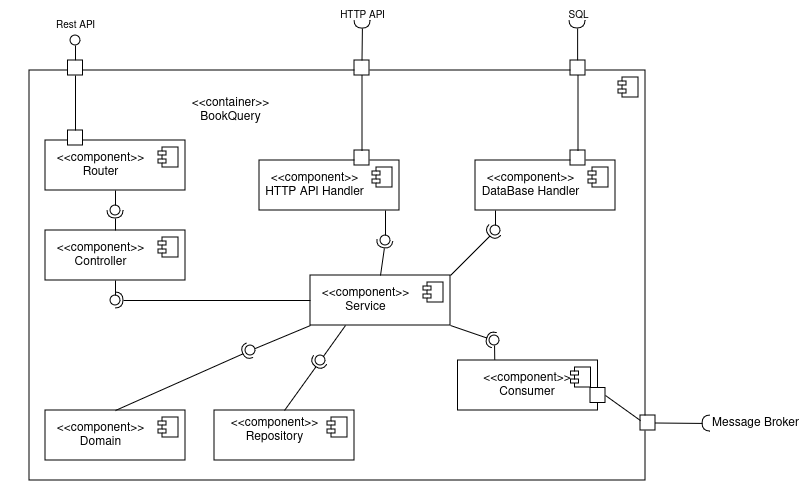 Rest API
HTTP API
SQL
<<container>>
BookQuery
<<component>>
Router
<<component>>
HTTP API Handler
<<component>>
DataBase Handler
<<component>>
Controller
<<component>>
Service
<<component>>
Consumer
<<component>>
Domain
<<component>>
Repository
Message Broker